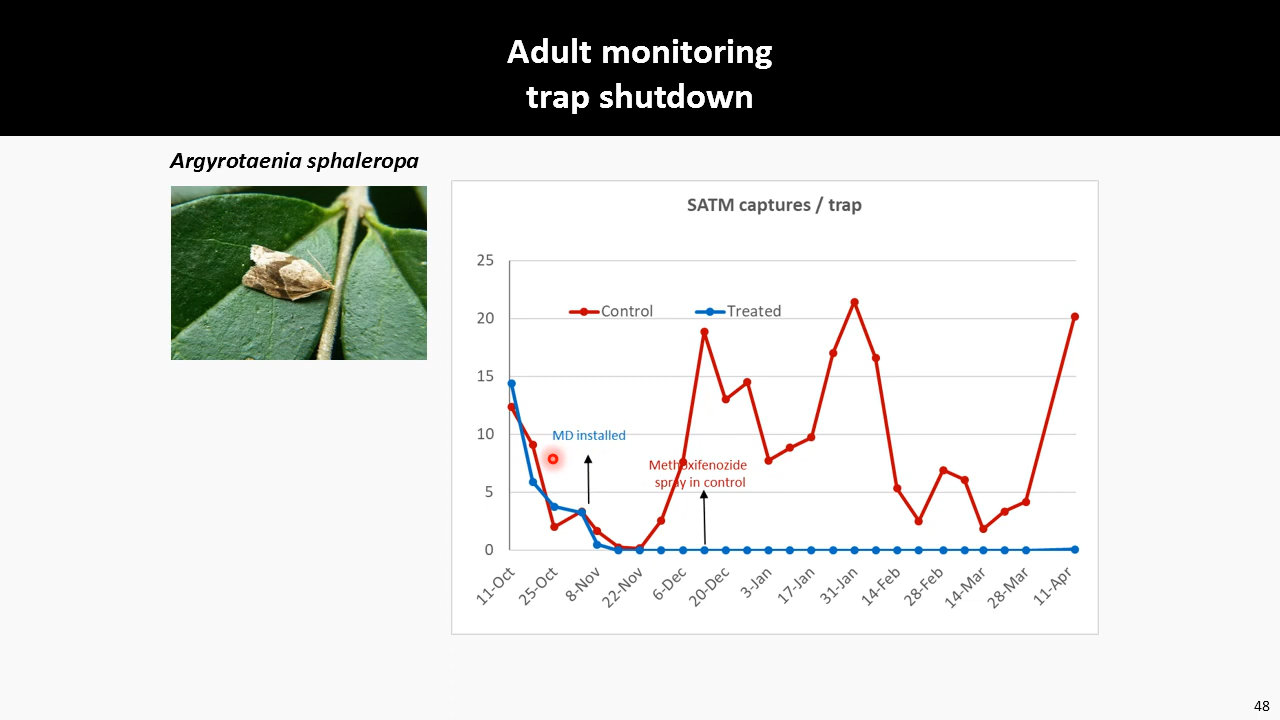 Adult monitoring
trap shutdown
Argyrotaenia sphaleropa
SATM captures / trap
25
20
15
10
5
0
Control
Treated
MD installed
Methoxifenozide
spray in control
11-Oct
25-Oct
8-Nov
22-Nov
6-Dec
20-Dec
3-Jan
17-Jan
31-Jan
14-Feb
28-Feb
14-Mar
28-Mar
11-Apr
48